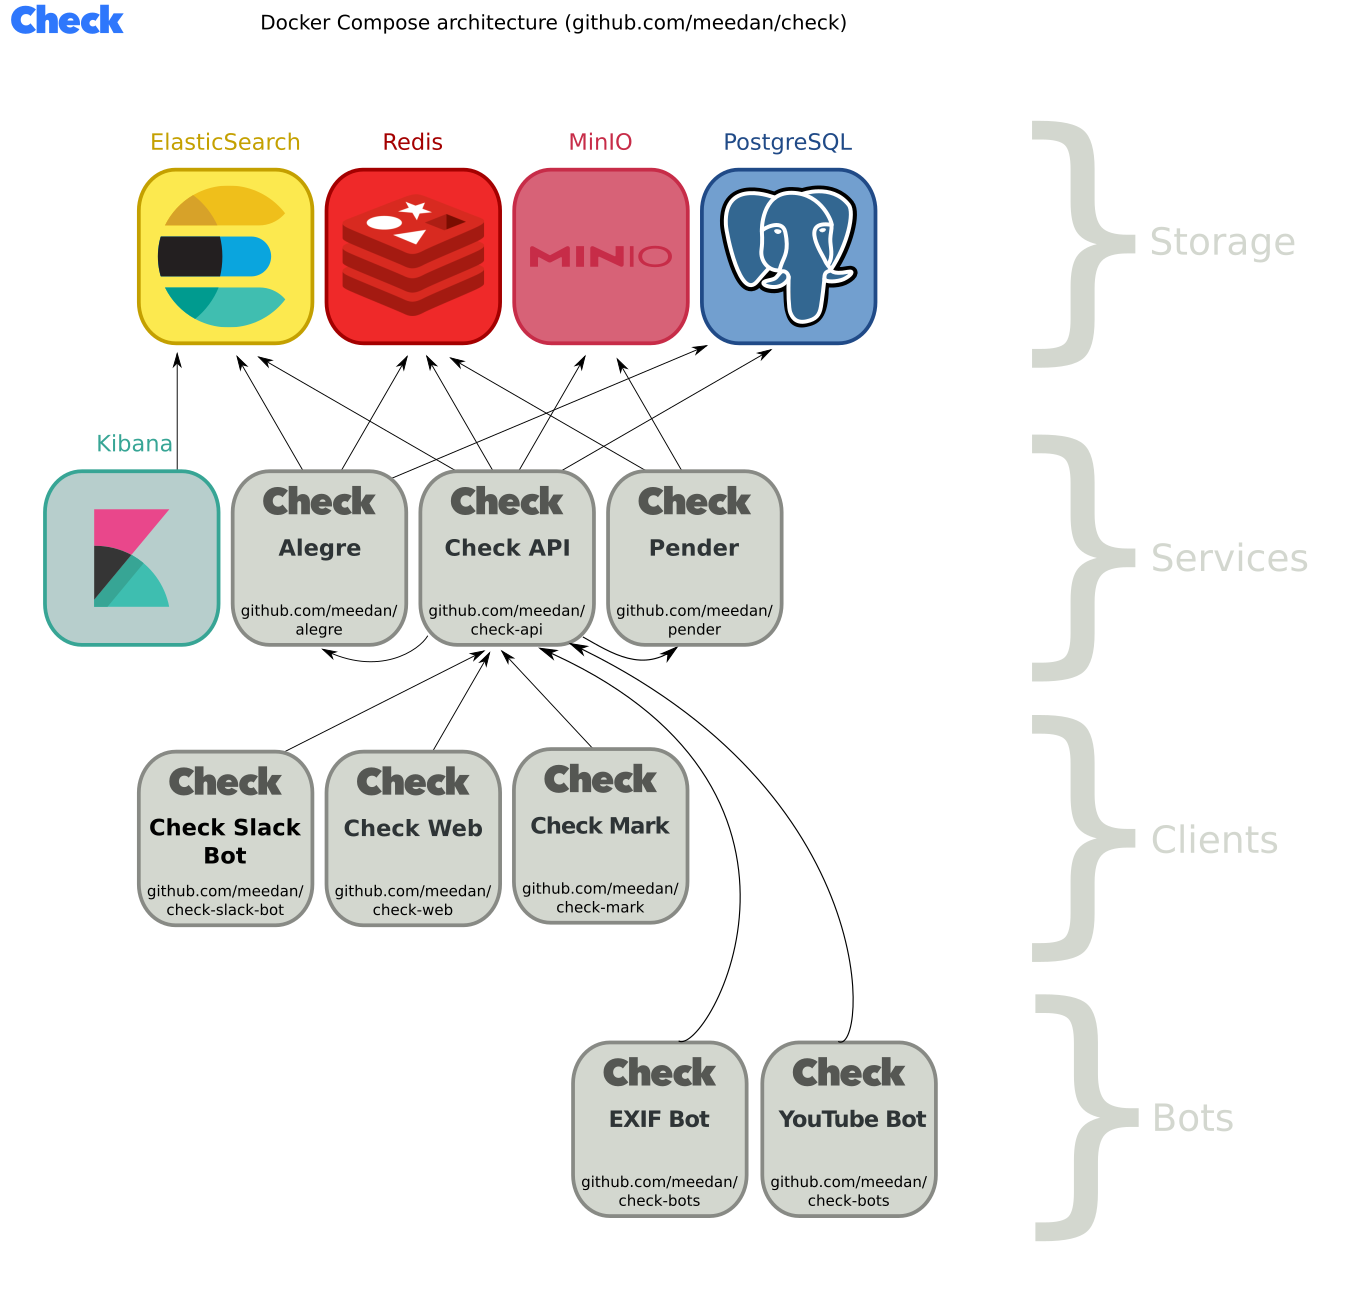 Check
Docker Compose architecture (github.com/meedan/check)
ElasticSearch
Redis
MinIO
PostgreSQL
MINIO
Storage
Kibana
Check
Alegre
github.com/meedan/
alegre
Check
Check API
github.com/meedan/
check-api
Check
Pender
github.com/meedan/
pender
Services
Check
Check Slack
Bot
github.com/meedan/
check-slack-bot
Check
Check Web
github.com/meedan/
check-web
Check
Check Mark
github.com/meedan/
check-mark
Clients
Check
EXIF Bot
github.com/meedan/
check-bots
Check
YouTube Bot
github.com/meedan/
check-bots
Bots